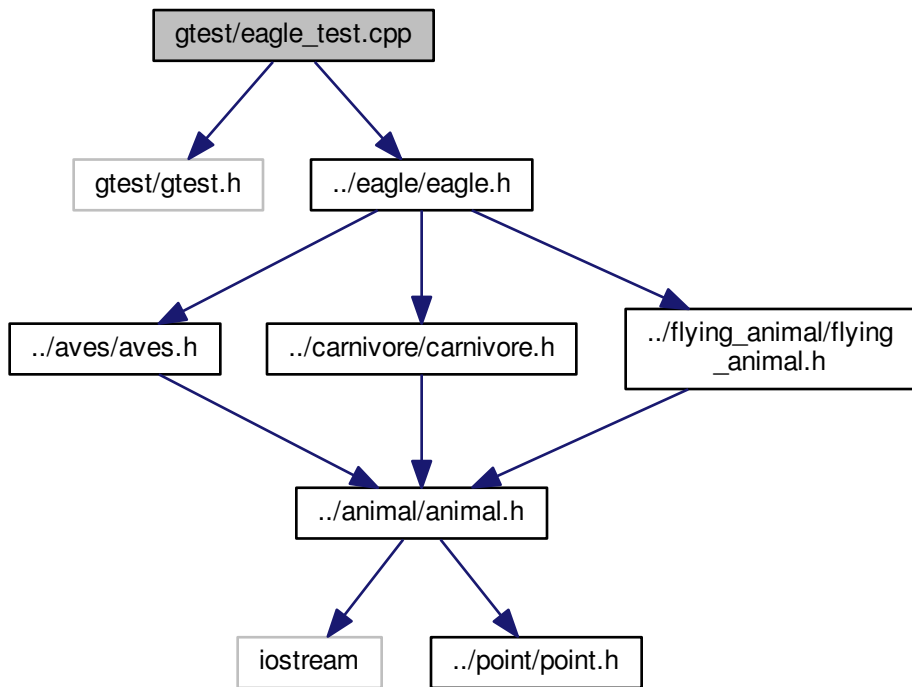 gtest/eagle_test.cpp
gtest/gtest.h
../eagle/eagle.h
../aves/aves.h
../carnivore/carnivore.h
../flying_animal/flying
_animal.h
../animal/animal.h
iostream
../point/point.h